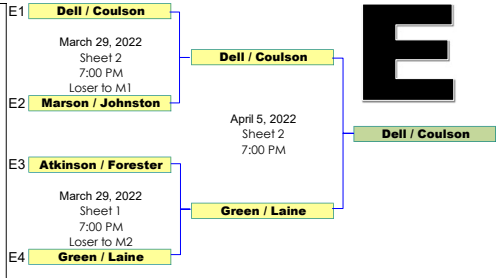 E1 Dell / Coulson
March 29, 2022
Sheet 2
7:00 PM
Loser to M1
E2 Marson / Johnston
E3 Atkinson / Forester
March 29, 2022
Sheet 1
7:00 PM
Loser to M2
E4 Green / Laine
Dell / Coulson
April 5, 2022
Sheet 2
7:00 PM
Green / Laine
E
Dell / Coulson